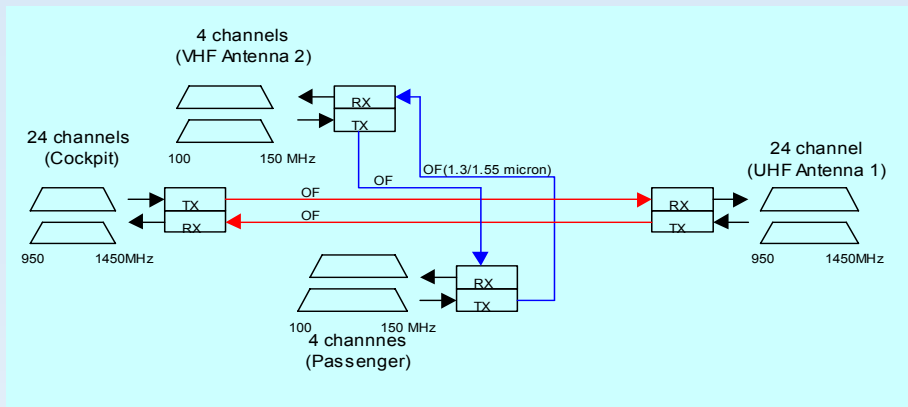 4 channels
(VHF Antenna 2)
RX
TX
100 150 MHz
24 channels
(Cockpit)
OF(1.3/1.55 micron)
OF
24 channel
(UHF Antenna 1)
TX
RX
OF
OF
RX
TX
950 1450MHz
950 1450MHz
RX
TX
100 150 MHz
4 channnes
(Passenger)